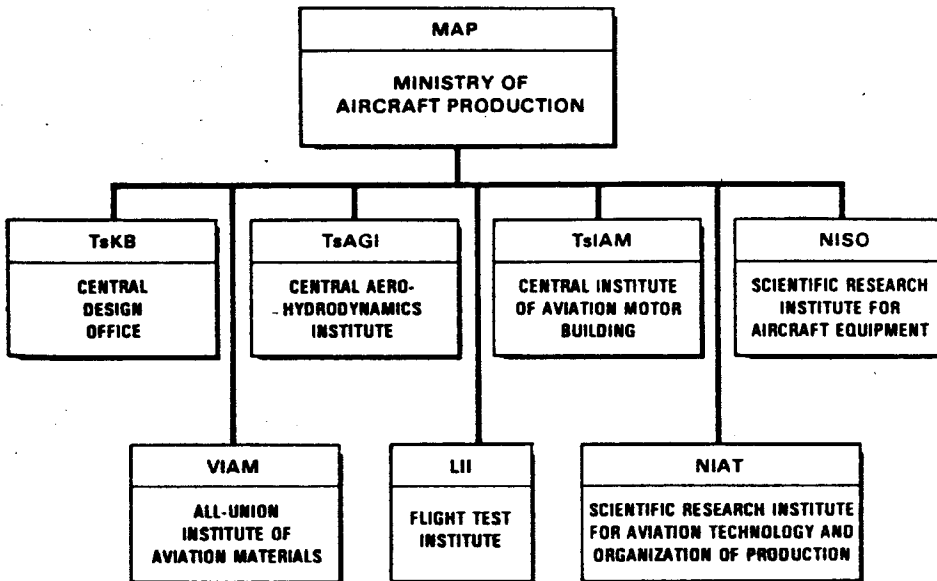 MAP
MINISTRY OF
AIRCRAFT PRODUCTION
TsKB
CENTRAL
DESIGN
OFFICE
TsAGI
CENTRAL AERO-
HYDRODYNAMICS
INSTITUTE
TsIAM
CENTRAL INSTITUTE
OF AVIATION MOTOR
BUILDING
NISO
SCIENTIFIC RESEARCH
INSTITUTE FOR
AIRCRAFT EQUIPMENT
VIAM
ALL-UNION
INSTITUTE OF
AVIATION MATERIALS
LII
FLIGHT TEST
INSTITUTE
NIAT
SCIENTIFIC RESEARCH INSTITUTE
FOR AVIATION TECHNOLOGY AND
ORGANIZATION OF PRODUCTION